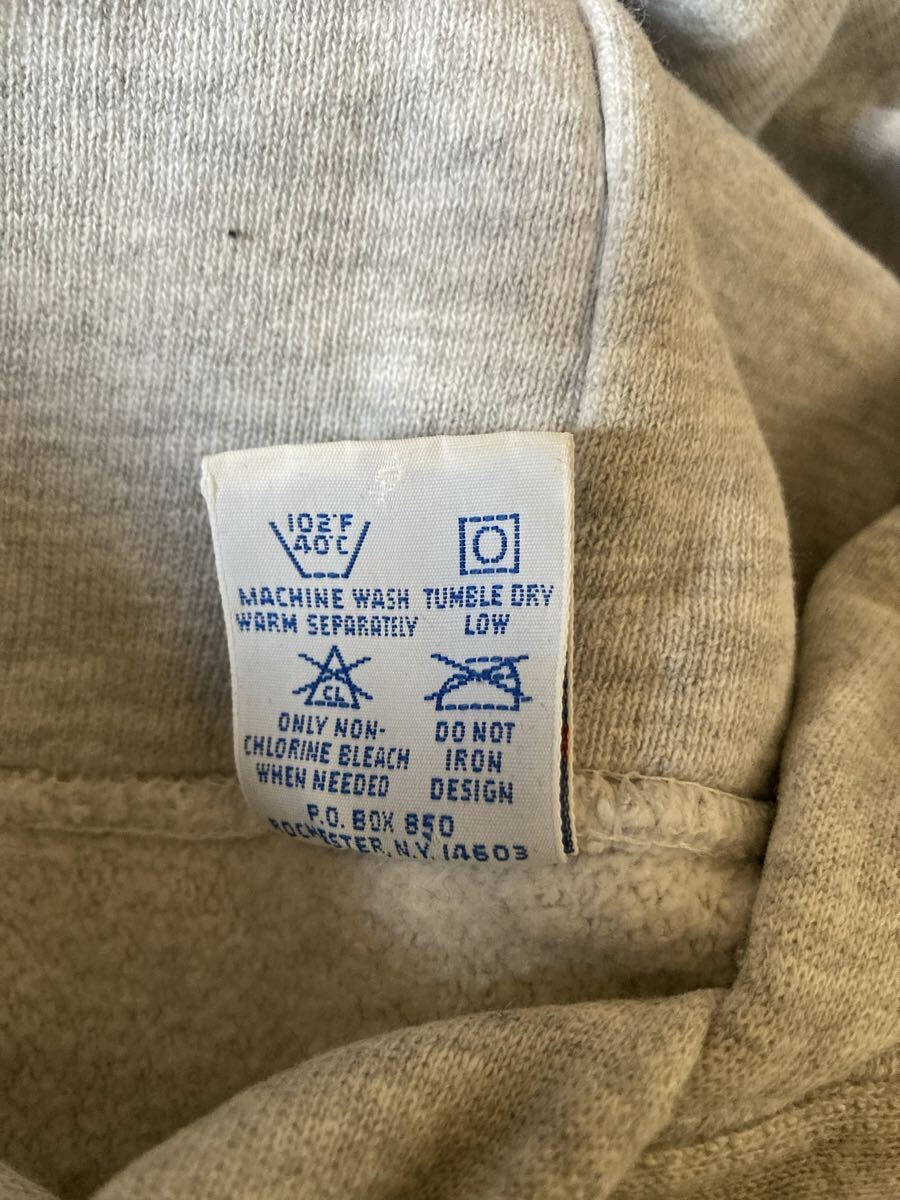 102°F
40°C
MACHINE WASH
WARM SEPARATELY
TUMBLE DRY
LOW
CL
ONLY NON-
CHLORINE BLEACH
WHEN NEEDED
DO NOT
IRON
DESIGN
P.O. BOX 850
ROCHESTER, N.Y. 14603